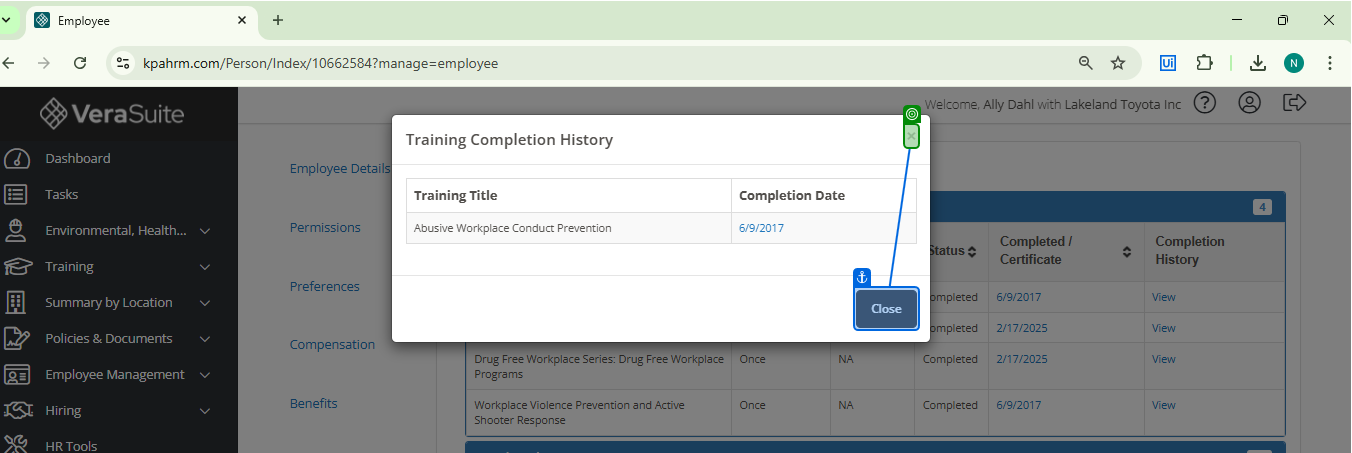 Employee
kpahrm.com/Person/Index/10662584?manage=employee
Ui
N
VeraSuite
Welcome, Ally Dahl with Lakeland Toyota Inc
?
Dashboard
Tasks
Environmental, Health...
Training
Summary by Location
Policies & Documents
Employee Management
Hiring
HR Tools
Employee Details
Permissions
Preferences
Compensation
Benefits
Training Completion History
×
Training Title Completion Date
Abusive Workplace Conduct Prevention 6/9/2017
Close
4
Status Completed / Certificate Completion History
ompleted 6/9/2017 View
ompleted 2/17/2025 View
Drug Free Workplace Series: Drug Free Workplace Once NA Completed 2/17/2025 View
Programs
Workplace Violence Prevention and Active Once NA Completed 6/9/2017 View
Shooter Response